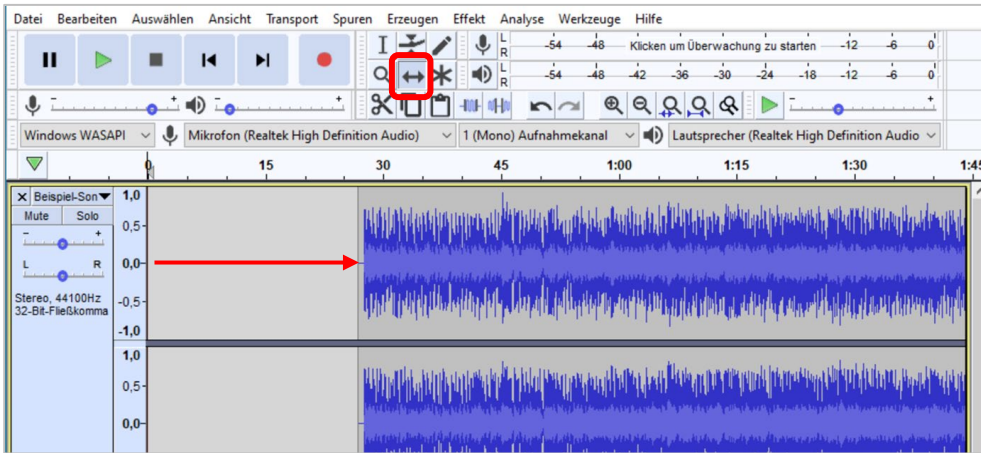 Datei Bearbeiten Auswählen Ansicht Transport Spuren Erzeugen Effekt Analyse Werkzeuge Hilfe
L R -54 -48 Klicken um Überwachung zu starten -12 -6 0
L R -54 -48 -42 -36 -30 -24 -18 -12 -6 0
- + - +
- +
Windows WASAPI Mikrofon (Realtek High Definition Audio) 1 (Mono) Aufnahmekanal Lautsprecher (Realtek High Definition Audio
0 15 30 45 1:00 1:15 1:30 1:45
X Beispiel-Son 1,0
Mute Solo
- + 0,5
L R 0,0
Stereo, 44100Hz -0,5
32-Bit-Fließkomma
-1,0
1,0
0,5
0,0